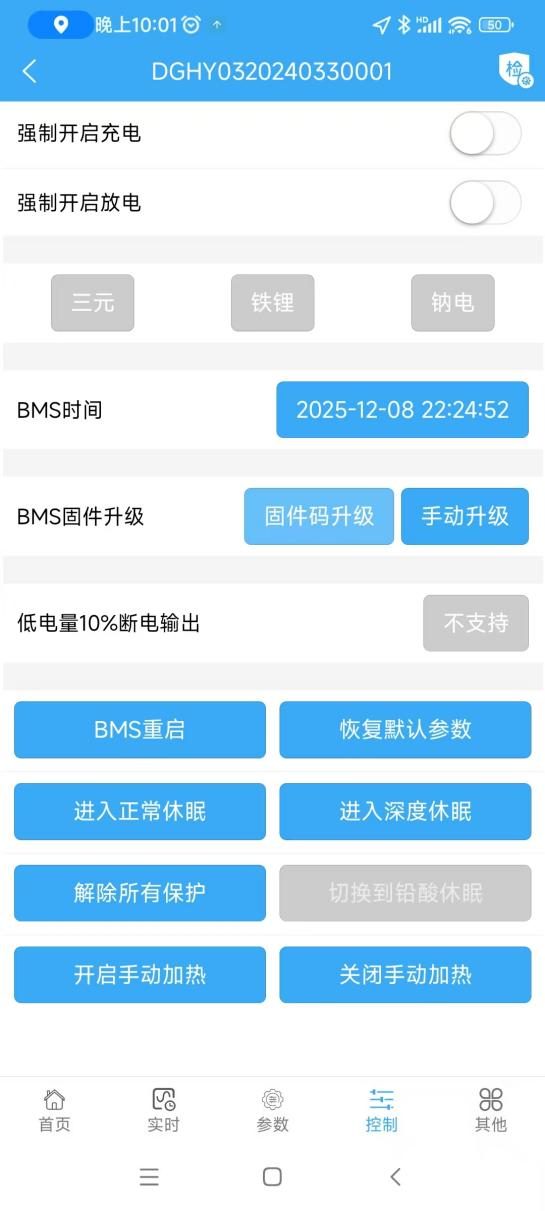 晚上10:01
HD
50
DGHY0320240330001
检
强制开启充电
强制开启放电
三元 铁锂 钠电
BMS时间 2025-12-08 22:24:52
BMS固件升级 固件码升级 手动升级
低电量10%断电输出 不支持
BMS重启 恢复默认参数
进入正常休眠 进入深度休眠
解除所有保护 切换到铅酸休眠
开启手动加热 关闭手动加热
首页 实时 参数 控制 其他